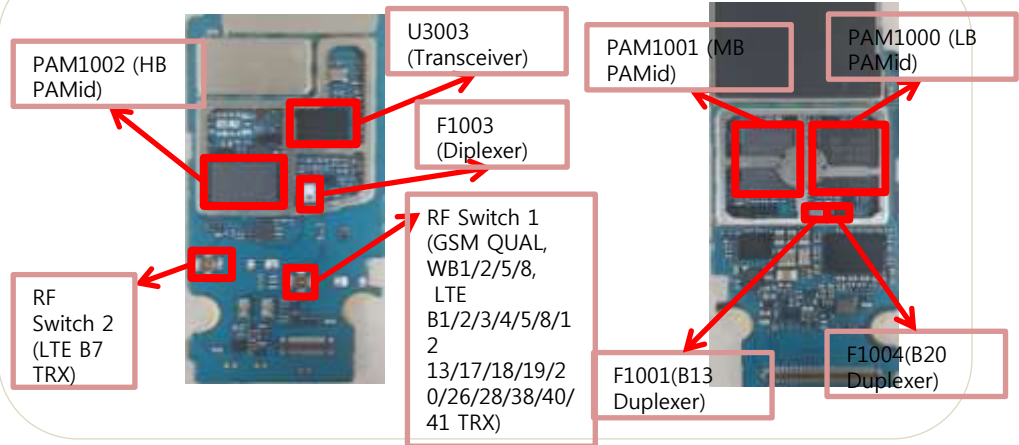 PAM1002 (HB
PAMid)
U3003
(Transceiver)
F1003
(Diplexer)
RF Switch 1
(GSM QUAL,
WB1/2/5/8,
LTE
B1/2/3/4/5/8/1
2
13/17/18/19/2
0/26/28/38/40/
41 TRX)
RF
Switch 2
(LTE B7
TRX)
PAM1001 (MB
PAMid)
PAM1000 (LB
PAMid)
F1001(B13
Duplexer)
F1004(B20
Duplexer)